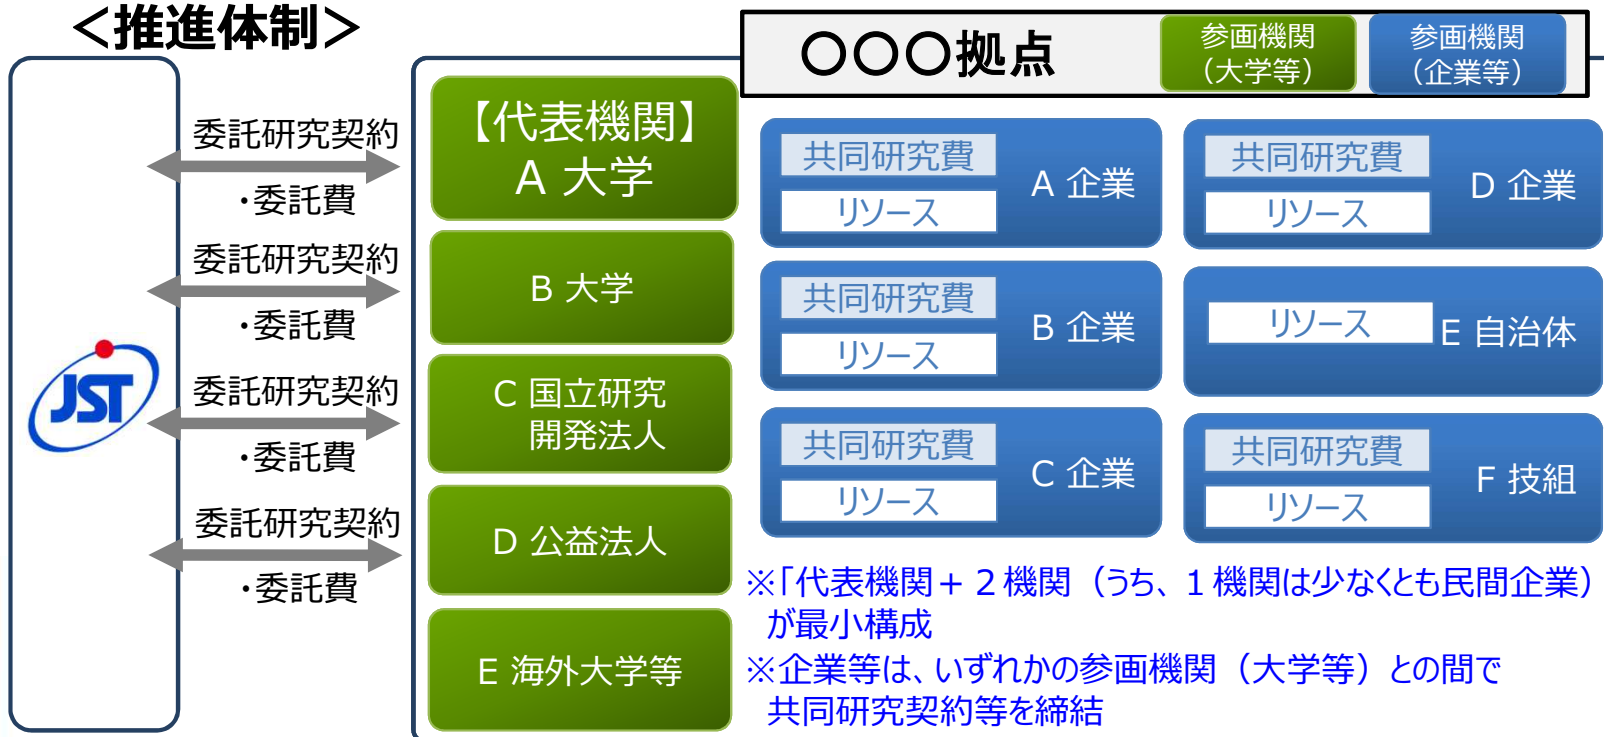 ＜推進体制＞
〇〇〇拠点
参画機関
（大学等）
参画機関
（企業等）
JST
委託研究契約
・委託費
委託研究契約
・委託費
委託研究契約
・委託費
委託研究契約
・委託費
【代表機関】
A 大学
B 大学
C 国立研究
開発法人
D 公益法人
E 海外大学等
共同研究費
リソース
A 企業
共同研究費
リソース
B 企業
共同研究費
リソース
C 企業
共同研究費
リソース
D 企業
リソース
E 自治体
共同研究費
リソース
F 技組
※「代表機関＋２機関（うち、１機関は少なくとも民間企業）
が最小構成
※企業等は、いずれかの参画機関（大学等）との間で
共同研究契約等を締結